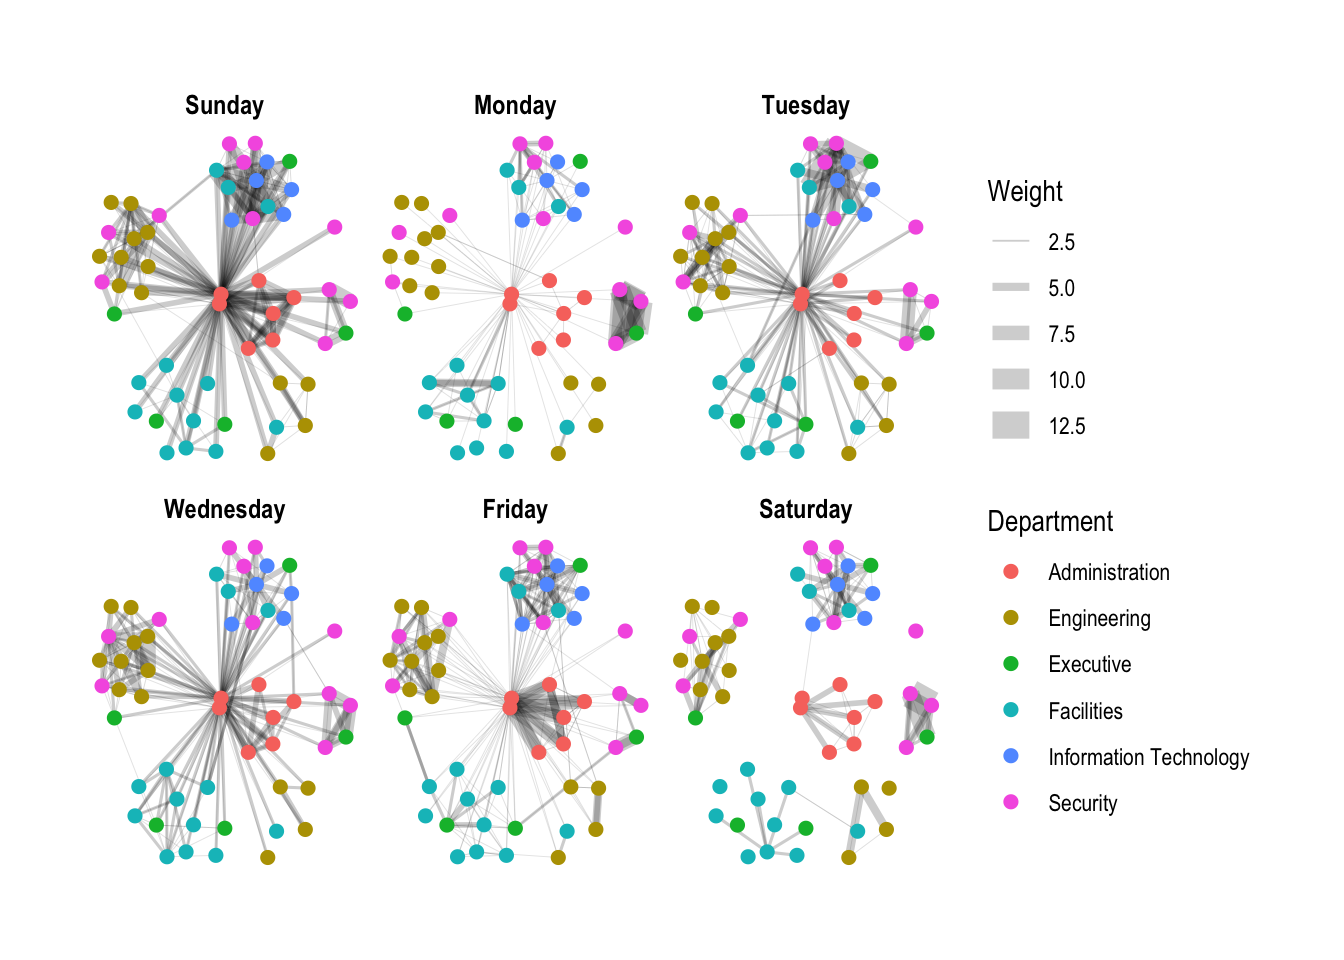 Sunday
Monday
Tuesday
Wednesday
Friday
Saturday
Weight
2.5
5.0
7.5
10.0
12.5
Department
Administration
Engineering
Executive
Facilities
Information Technology
Security